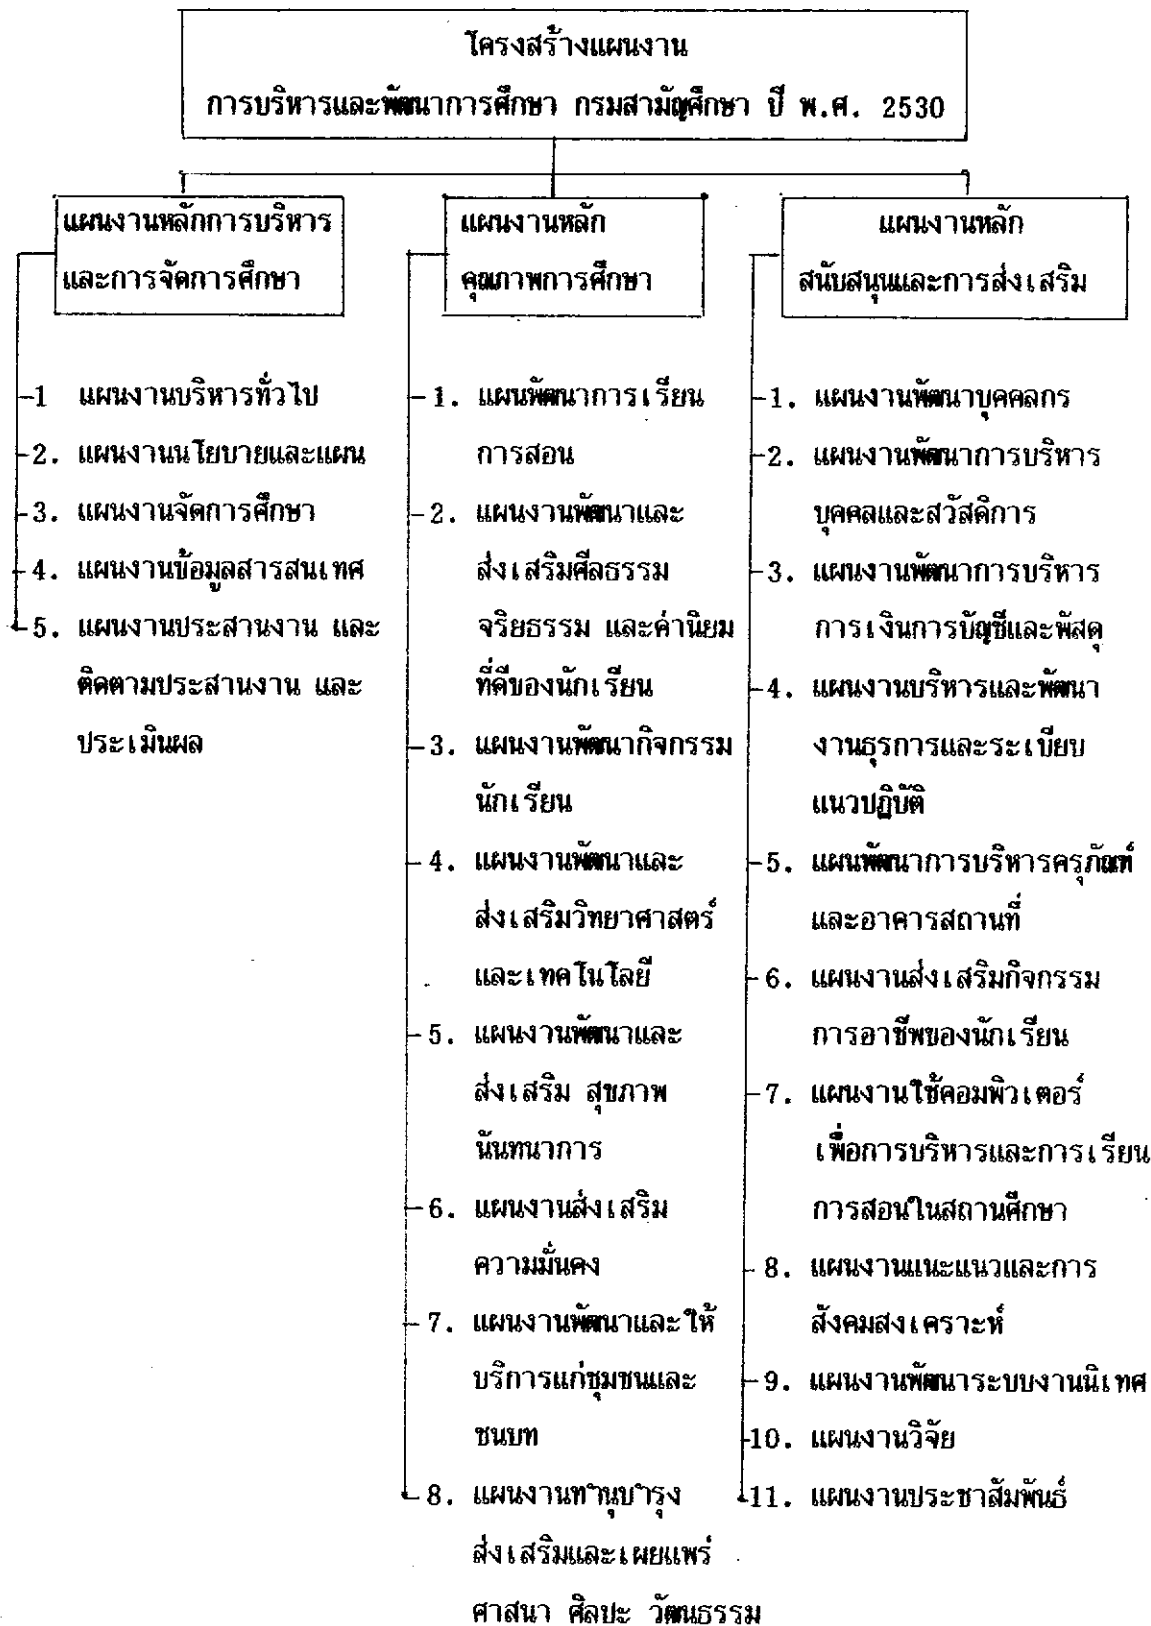 โครงสร้างแผนงาน
การบริหารและพัฒนาการศึกษา กรมสามัญศึกษา ปี พ.ศ. 2530
แผนงานหลักการบริหาร
และการจัดการศึกษา
1 แผนงานบริหารทั่วไป
2. แผนงานนโยบายและแผน
3. แผนงานจัดการศึกษา
4. แผนงานข้อมูลสารสนเทศ
5. แผนงานประสานงาน และ
ติดตามประสานงาน และ
ประเมินผล
แผนงานหลัก
คุณภาพการศึกษา
1. แผนพัฒนาการเรียน
การสอน
2. แผนงานพัฒนาและ
ส่งเสริมศีลธรรม
จริยธรรม และค่านิยม
ที่ดีของนักเรียน
3. แผนงานพัฒนากิจกรรม
นักเรียน
4. แผนงานพัฒนาและ
ส่งเสริมวิทยาศาสตร์
และเทคโนโลยี
5. แผนงานพัฒนาและ
ส่งเสริม สุขภาพ
นันทนาการ
6. แผนงานส่งเสริม
ความมั่นคง
7. แผนงานพัฒนาและให้
บริการแก่ชุมชนและ
ชนบท
8. แผนงานทำนุบำรุง
ส่งเสริมและเผยแพร่
ศาสนา ศิลปะ วัฒนธรรม
แผนงานหลัก
สนับสนุนและการส่งเสริม
1. แผนงานพัฒนาบุคคลกร
2. แผนงานพัฒนาการบริหาร
บุคคลและสวัสดิการ
3. แผนงานพัฒนาการบริหาร
การเงินการบัญชีและพัสดุ
4. แผนงานบริหารและพัฒนา
งานธุรการและระเบียบ
แนวปฏิบัติ
5. แผนพัฒนาการบริหารครุภัณฑ์
และอาคารสถานที่
6. แผนงานส่งเสริมกิจกรรม
การอาชีพของนักเรียน
7. แผนงานใช้คอมพิวเตอร์
เพื่อการบริหารและการเรียน
การสอนในสถานศึกษา
8. แผนงานแนะแนวและการ
สังคมสงเคราะห์
9. แผนงานพัฒนาระบบงานนิเทศ
10. แผนงานวิจัย
11. แผนงานประชาสัมพันธ์